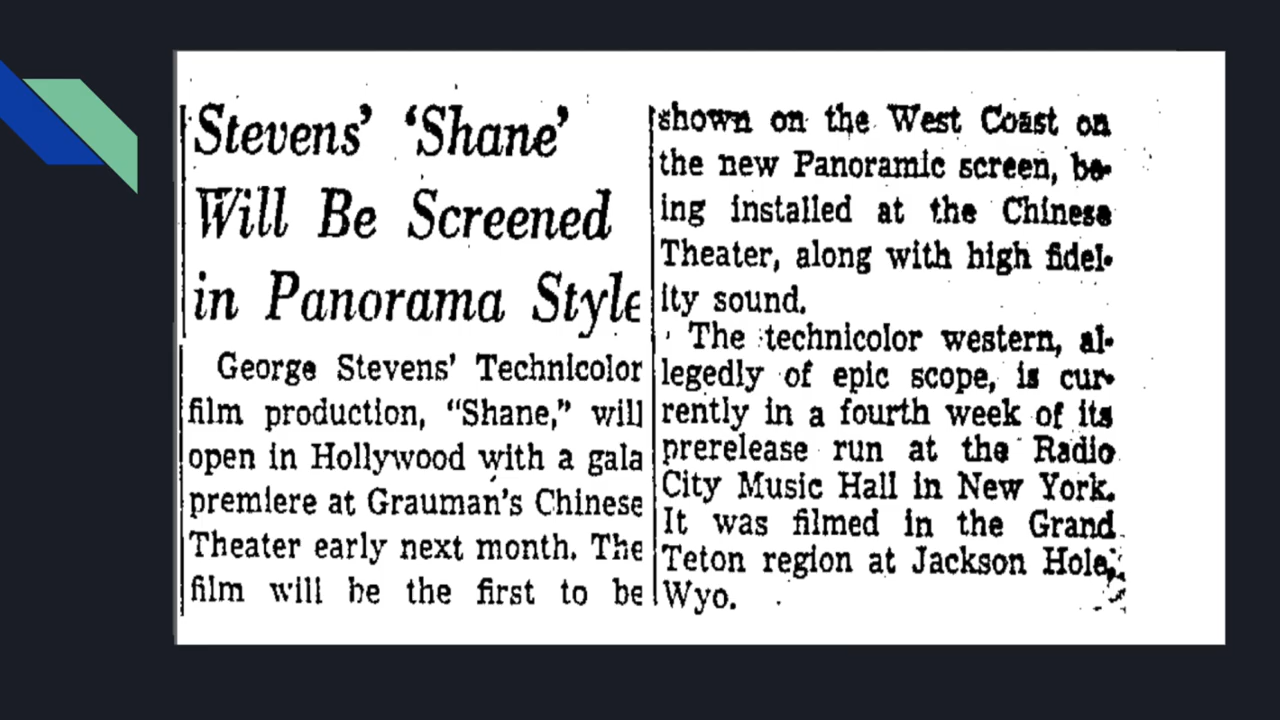 Stevens' 'Shane'
Will Be Screened
in Panorama Style
George Stevens' Technicolor
film production, "Shane," will
open in Hollywood with a gala
premiere at Grauman's Chinese
Theater early next month. The
film will be the first to be
shown on the West Coast on
the new Panoramic screen, be-
ing installed at the Chinese
Theater, along with high fidel-
ity sound.
The technicolor western, al-
legedly of epic scope, is cur-
rently in a fourth week of its
prerelease run at the Radio
City Music Hall in New York.
It was filmed in the Grand
Teton region at Jackson Hole,
Wyo.